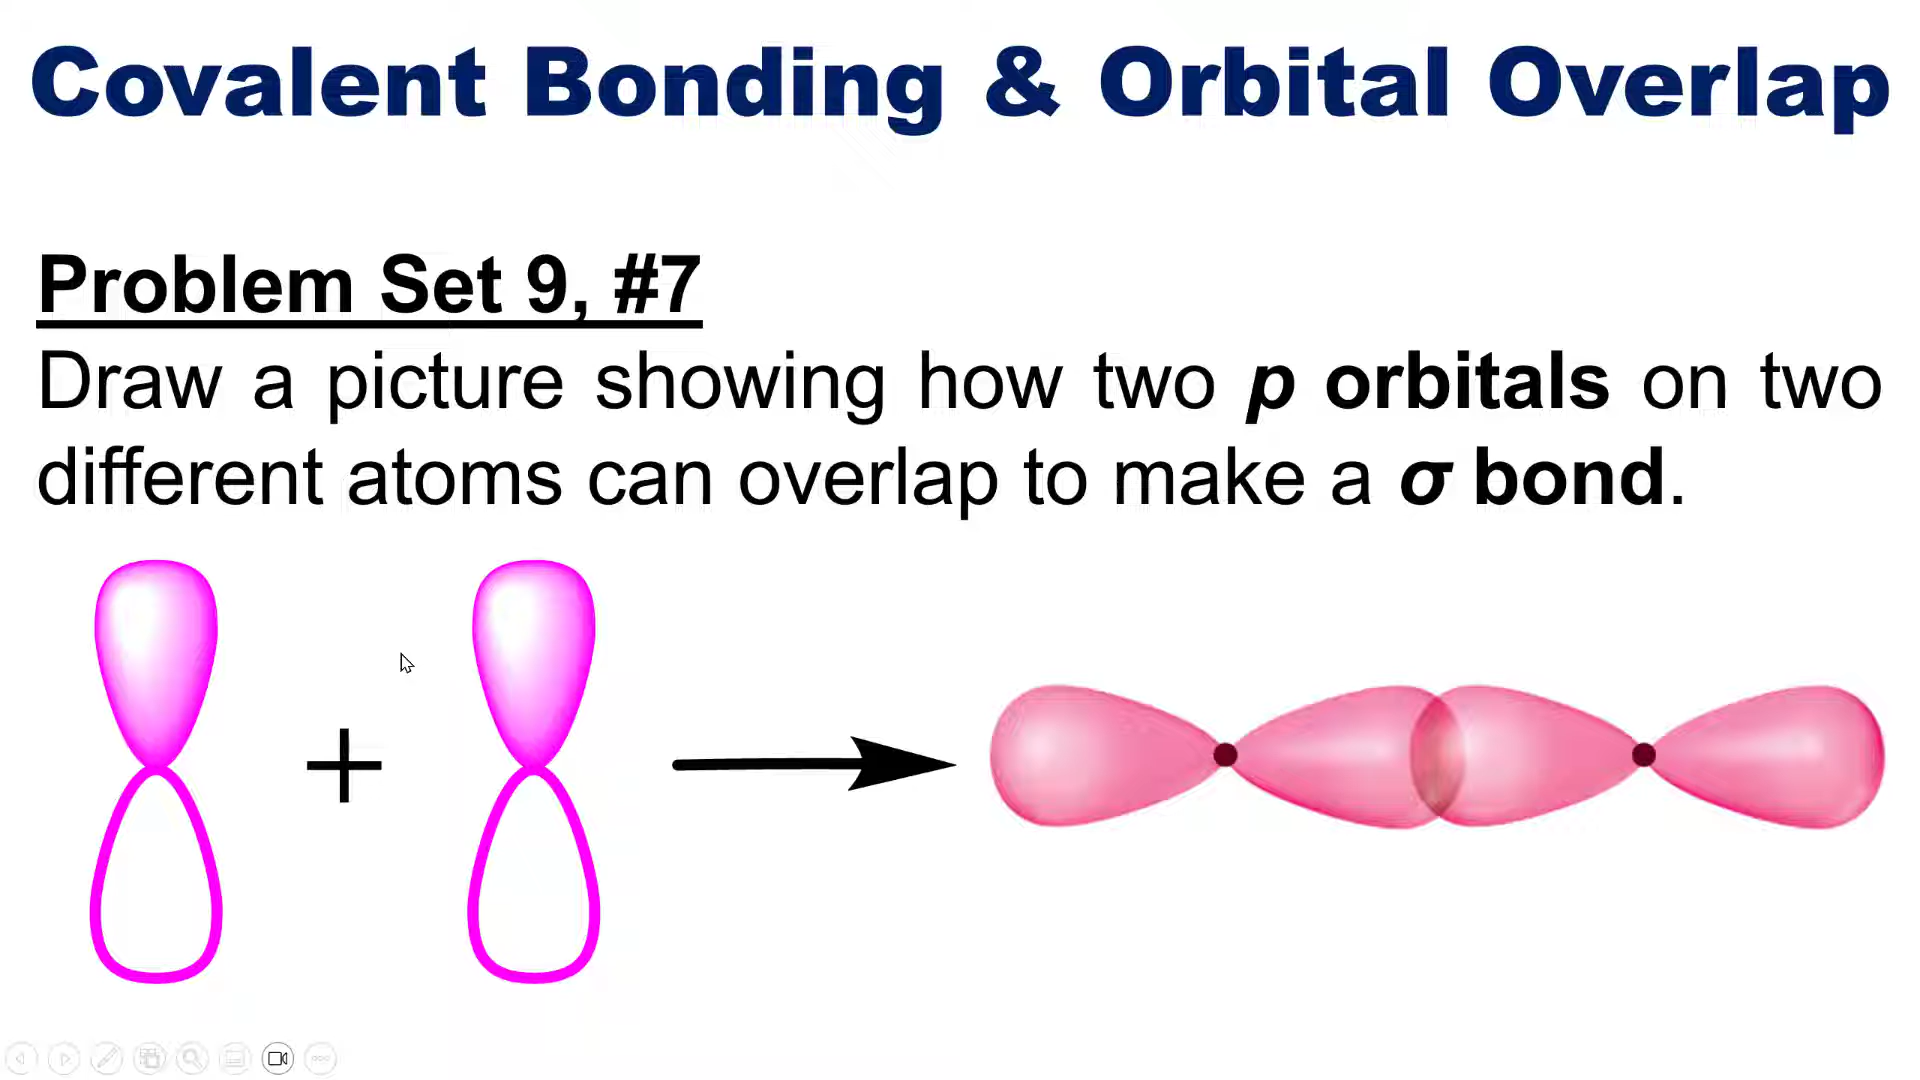 Covalent Bonding & Orbital Overlap
Problem Set 9, #7
Draw a picture showing how two p orbitals on two
different atoms can overlap to make a σ bond.
+